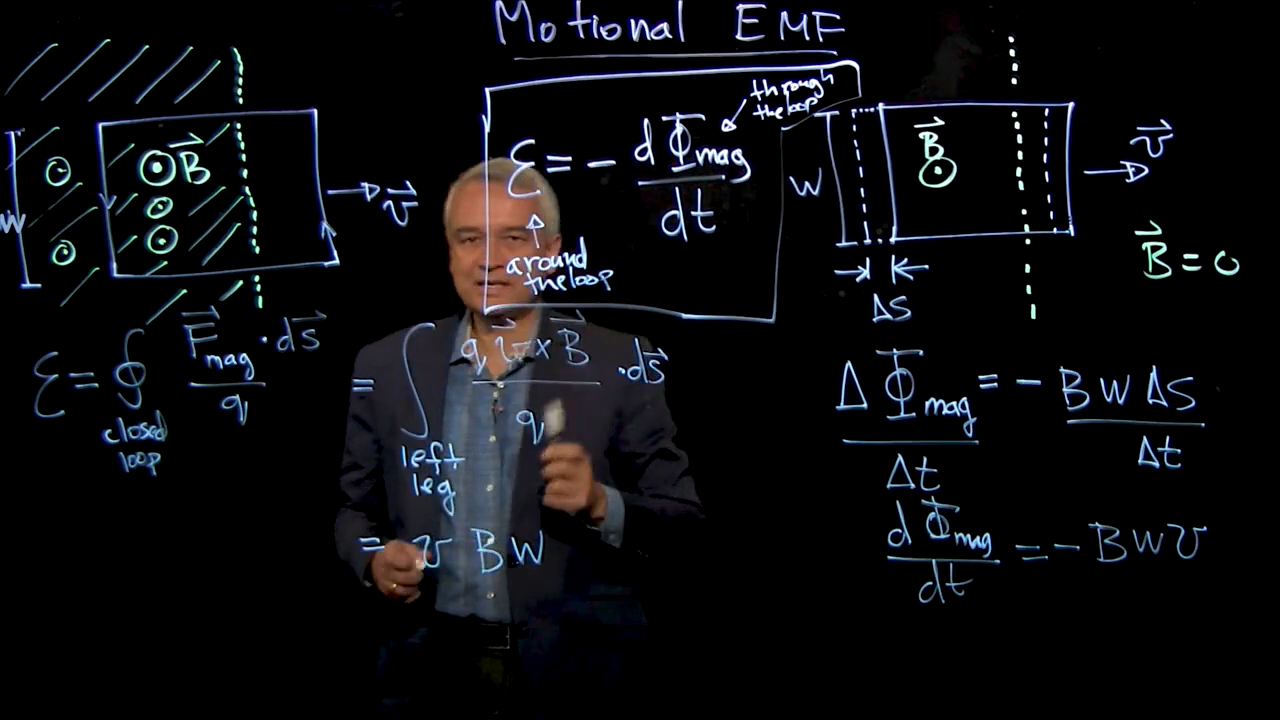 Motional EMF
W
⊙ B⃗
→ v⃗
ℰ = ∮ F⃗mag/q · ds⃗
closed
loop
ℰ = - dΦmag/dt
through
the loop
around
the loop
= ∫ q v⃗ × B⃗ / q · ds⃗
left
leg
= v B W
W
B⃗
→ v⃗
B⃗ = 0
ΔS
ΔΦmag/Δt = - B W ΔS/Δt
dΦmag/dt = - B W v